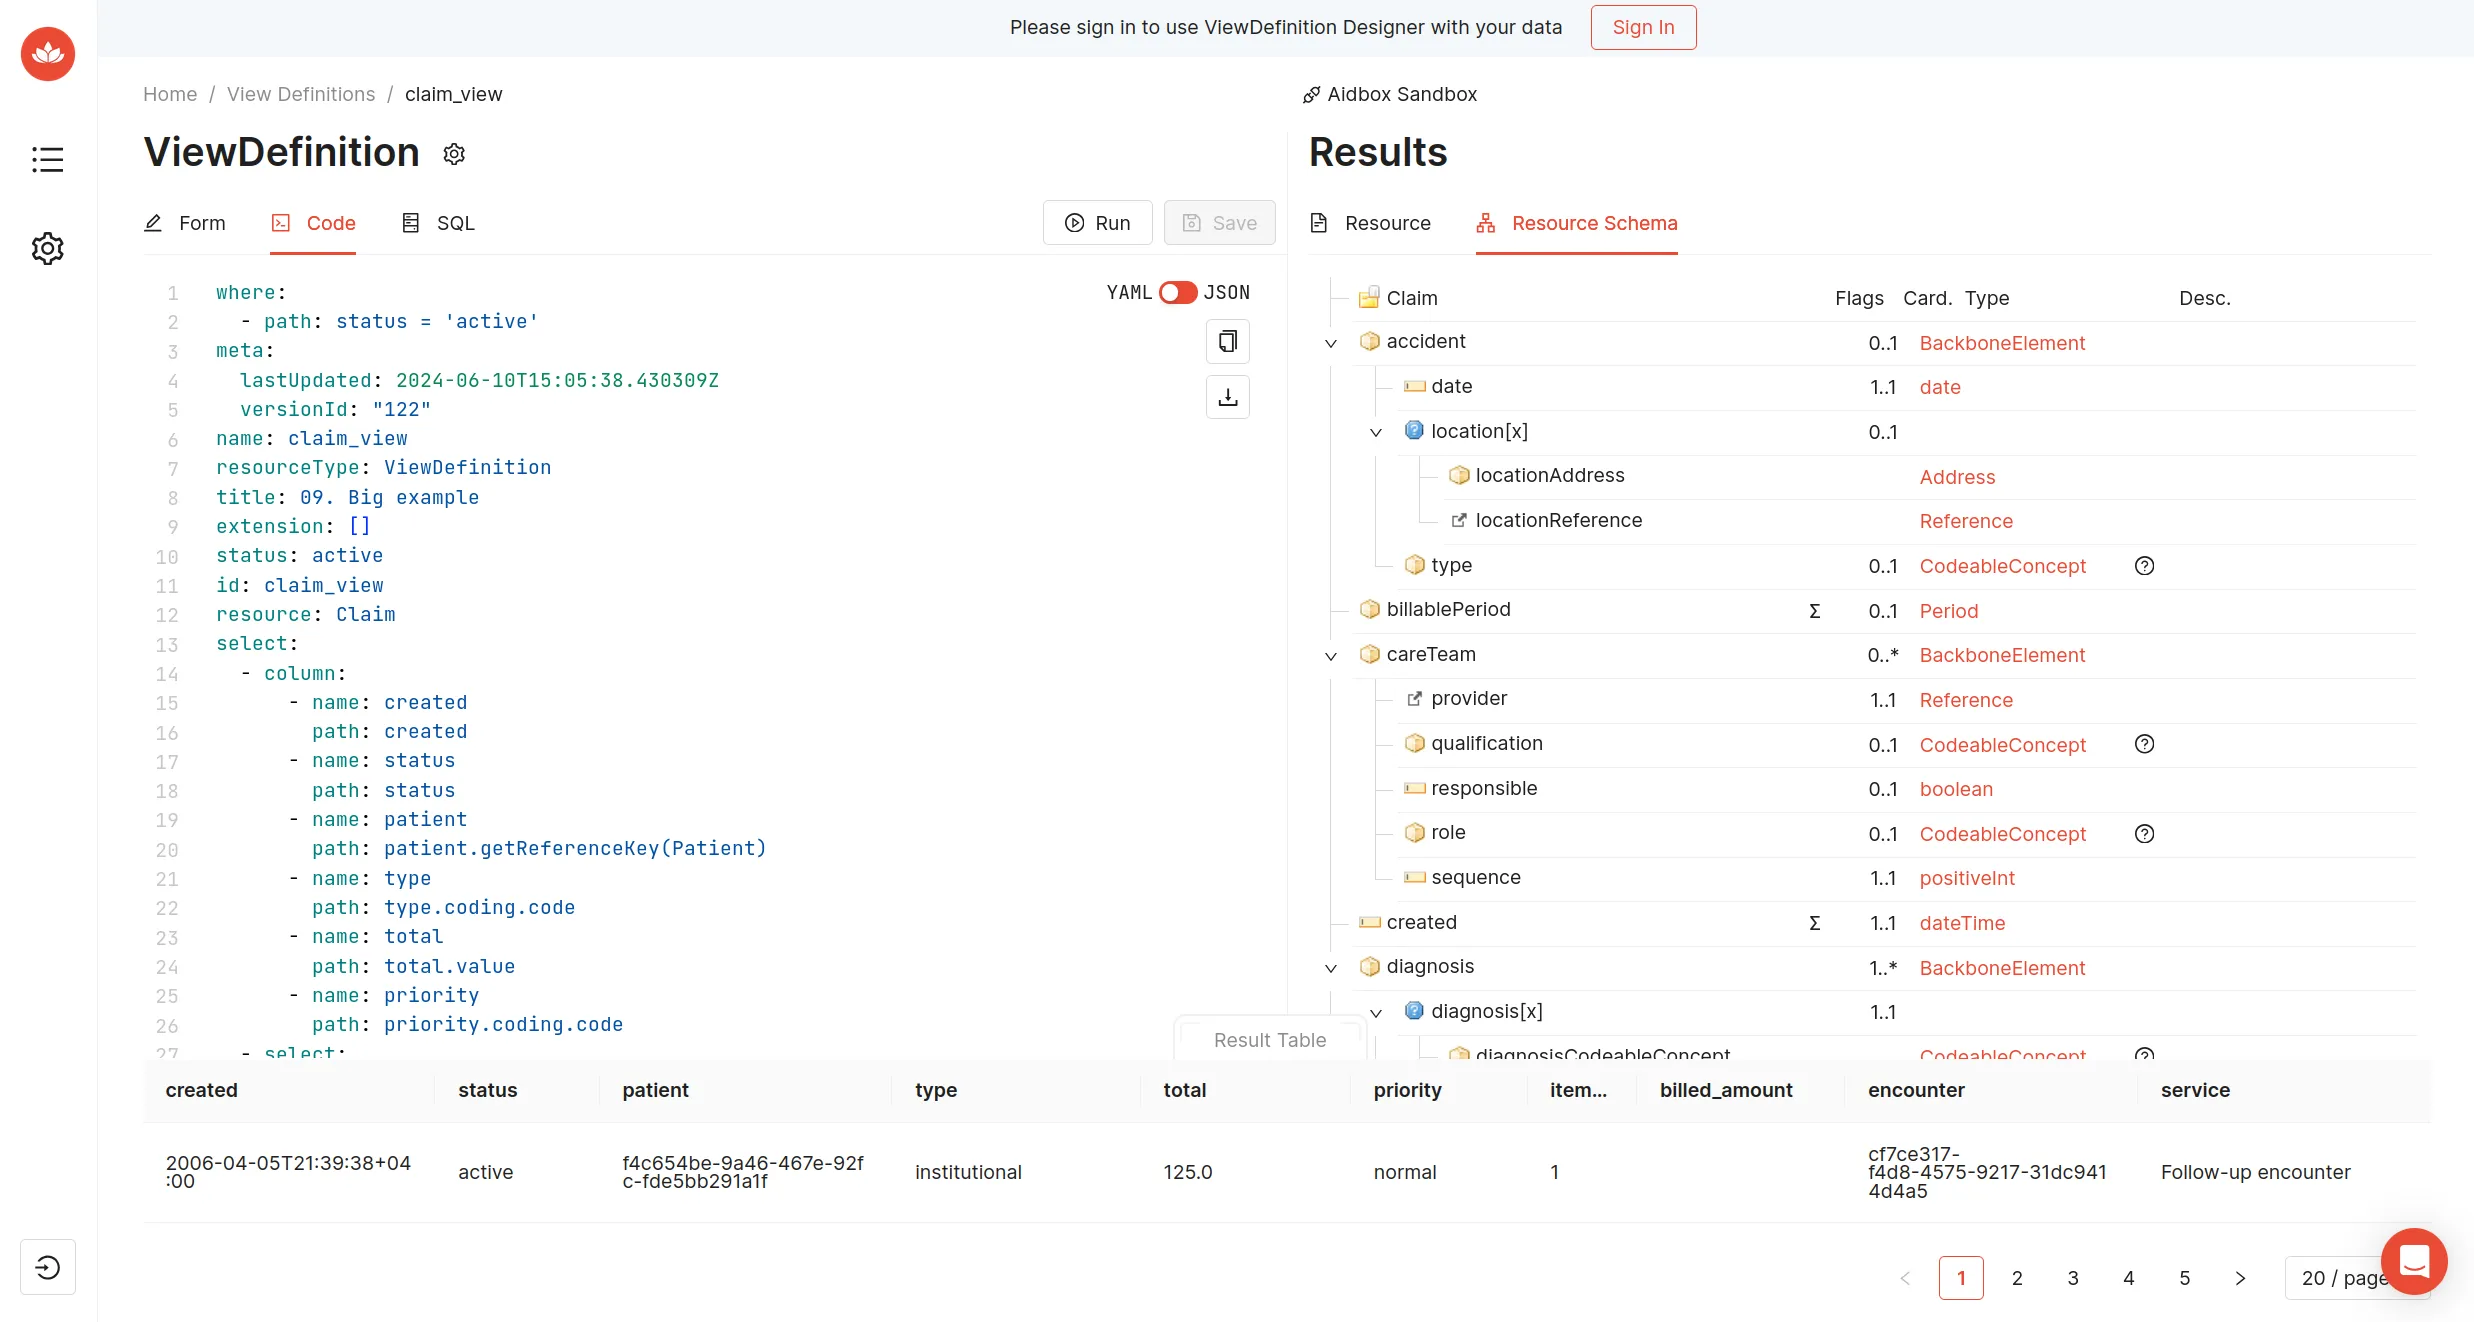 Please sign in to use ViewDefinition Designer with your data
Sign In
Home / View Definitions / claim_view
Aidbox Sandbox
ViewDefinition
Results
Form
Code
SQL
Run
Save
Resource
Resource Schema
YAML
JSON
1 where:
2 - path: status = 'active'
3 meta:
4 lastUpdated: 2024-06-10T15:05:38.430309Z
5 versionId: "122"
6 name: claim_view
7 resourceType: ViewDefinition
8 title: 09. Big example
9 extension: []
10 status: active
11 id: claim_view
12 resource: Claim
13 select:
14 - column:
15 - name: created
16 path: created
17 - name: status
18 path: status
19 - name: patient
20 path: patient.getReferenceKey(Patient)
21 - name: type
22 path: type.coding.code
23 - name: total
24 path: total.value
25 - name: priority
26 path: priority.coding.code
27 - select:
Claim Flags Card. Type Desc.
accident 0..1 BackboneElement
date 1..1 date
location[x] 0..1
locationAddress Address
locationReference Reference
type 0..1 CodeableConcept
billablePeriod Σ 0..1 Period
careTeam 0..* BackboneElement
provider 1..1 Reference
qualification 0..1 CodeableConcept
responsible 0..1 boolean
role 0..1 CodeableConcept
sequence 1..1 positiveInt
created Σ 1..1 dateTime
diagnosis 1..* BackboneElement
diagnosis[x] 1..1
diagnosisCodeableConcept CodeableConcept
Result Table
created status patient type total priority item... billed_amount encounter service
2006-04-05T21:39:38+04
:00
active
f4c654be-9a46-467e-92f
c-fde5bb291a1f
institutional
125.0
normal
1
cf7ce317-
f4d8-4575-9217-31dc941
4d4a5
Follow-up encounter
< 1 2 3 4 5 >
20 / page